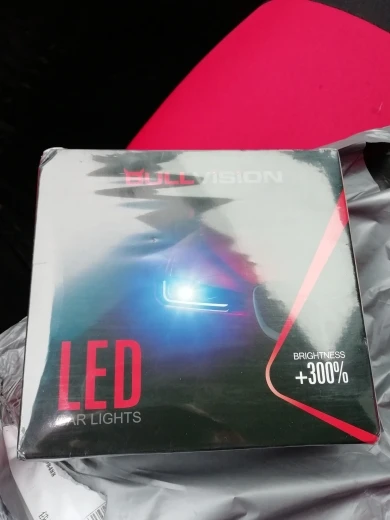 BULLVISION
LED
CAR LIGHTS
BRIGHTNESS
+300%